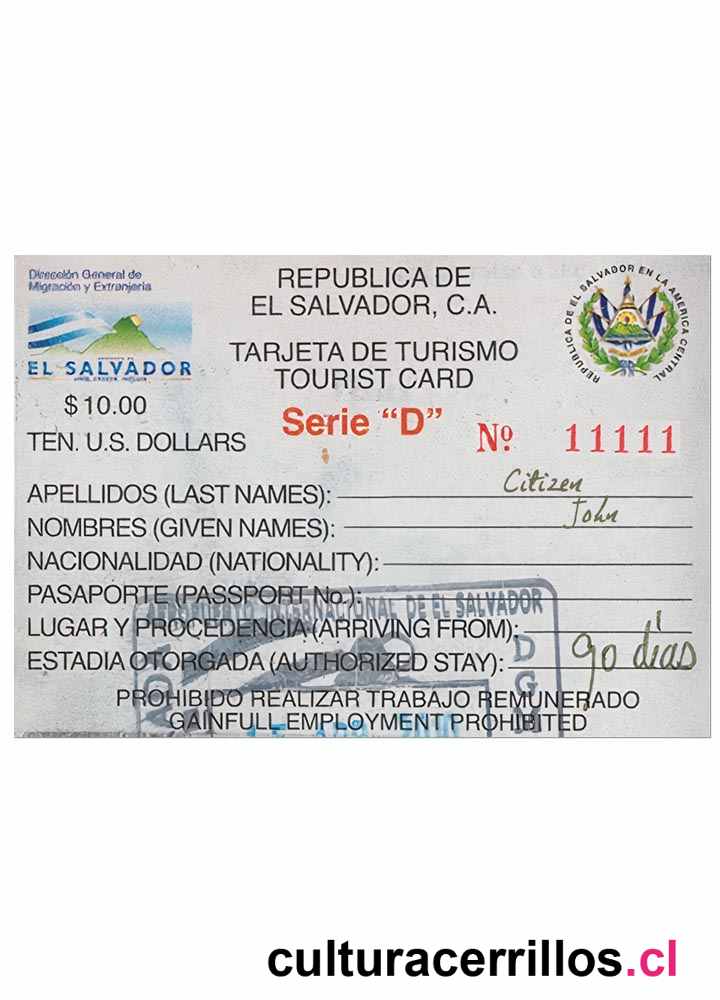 Dirección General de
Migración y Extranjería
EL SALVADOR
$10.00
TEN. U.S. DOLLARS
REPUBLICA DE
EL SALVADOR, C.A.
TARJETA DE TURISMO
TOURIST CARD
Serie “D”
REPUBLICA DE EL SALVADOR EN LA AMERICA CENTRAL
Nº 11111
APELLIDOS (LAST NAMES): Citizen
NOMBRES (GIVEN NAMES): John
NACIONALIDAD (NATIONALITY):
PASAPORTE (PASSPORT No.):
AEROPUERTO INTERNACIONAL DE EL SALVADOR
LUGAR Y PROCEDENCIA (ARRIVING FROM):
ESTADIA OTORGADA (AUTHORIZED STAY): 90 días
DGM
PROHIBIDO REALIZAR TRABAJO REMUNERADO
GAINFULL EMPLOYMENT PROHIBITED
culturacerrillos.cl